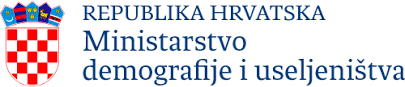 REPUBLIKA HRVATSKA
Ministarstvo
demografije i useljeništva